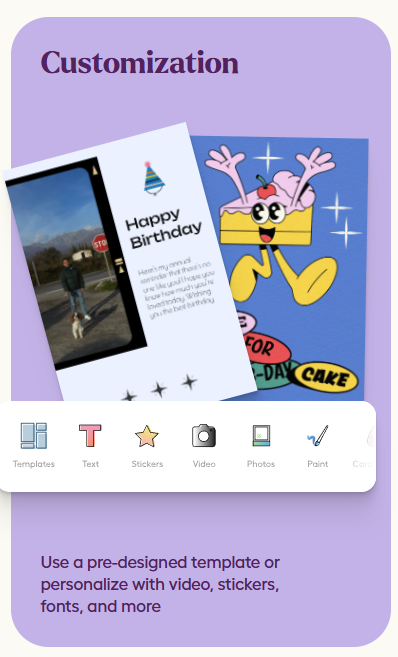 Customization
STOP
Happy
Birthday
Here's my annual
reminder that there's no
one like you! I hope you
know how much you're
loved today. Wishing
you the best birthday
FOR
-DAY
CAKE
Templates Text Stickers Video Photos Paint
Use a pre-designed template or
personalize with video, stickers,
fonts, and more